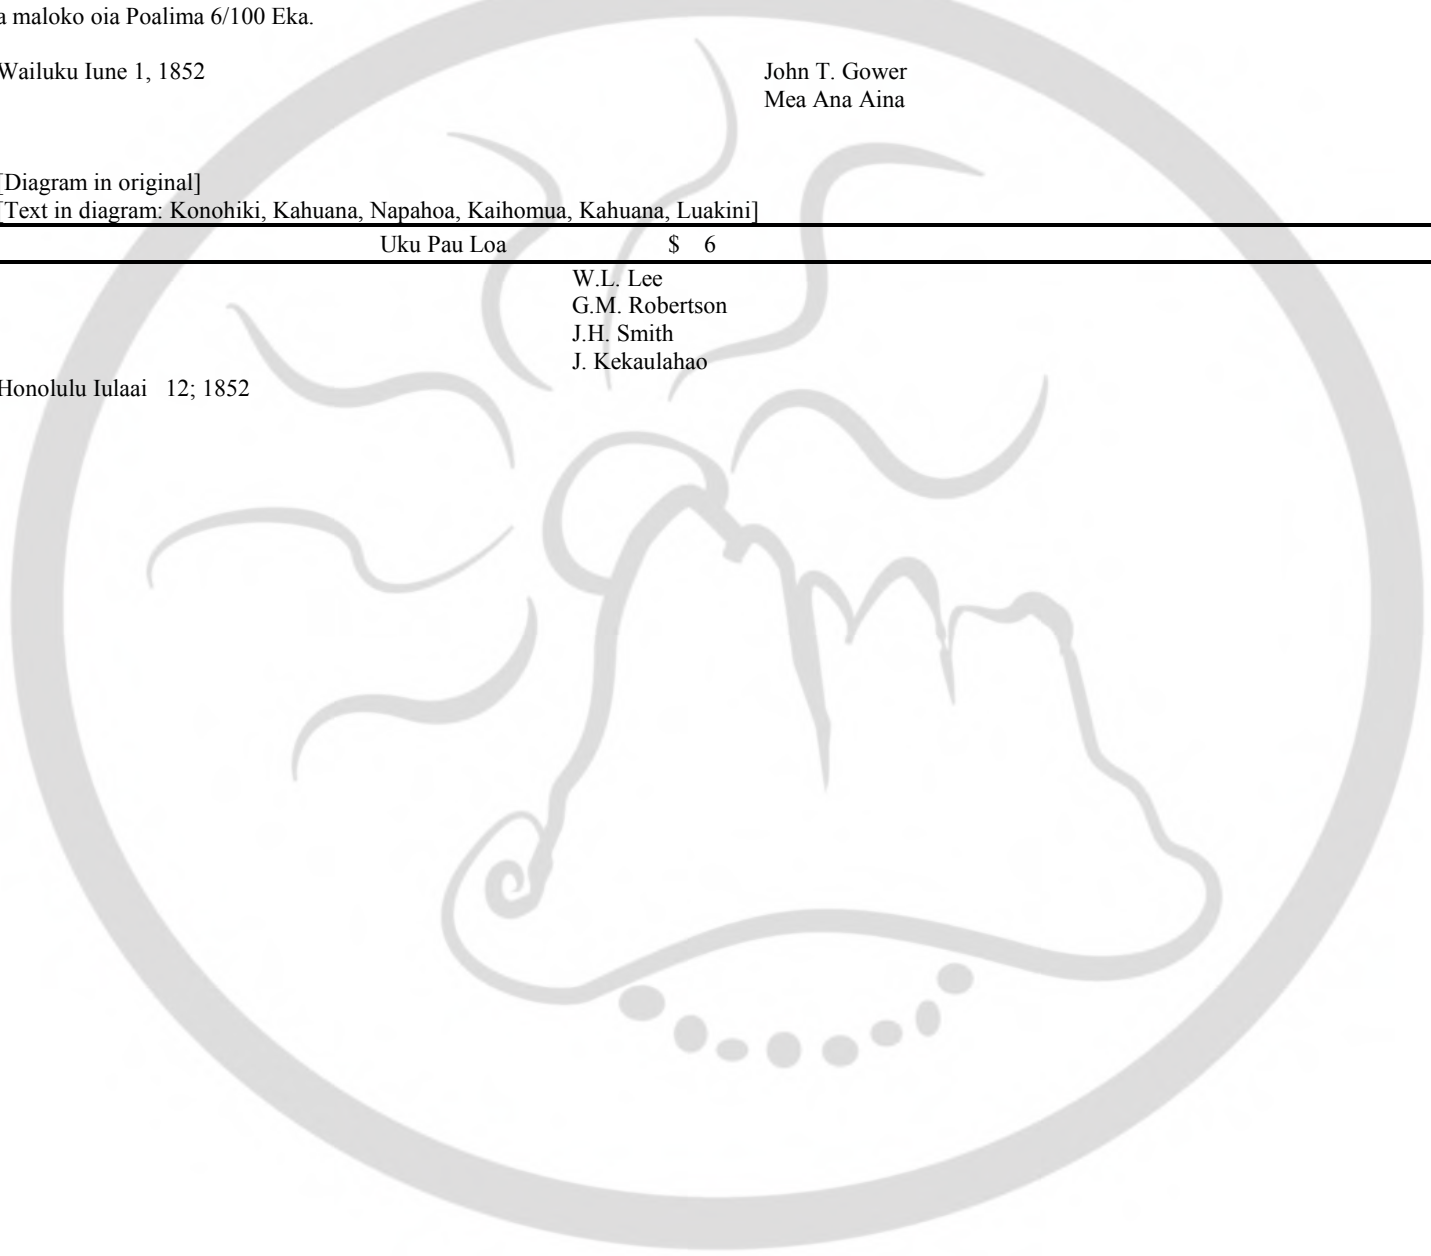 a maloko oia Poalima 6/100 Eka.
Wailuku Iune 1, 1852 John T. Gower
Mea Ana Aina
[Diagram in original]
[Text in diagram: Konohiki, Kahuana, Napahoa, Kaihomua, Kahuana, Luakini]
Uku Pau Loa $ 6
W.L. Lee
G.M. Robertson
J.H. Smith
J. Kekaulahao
Honolulu Iulaai 12; 1852